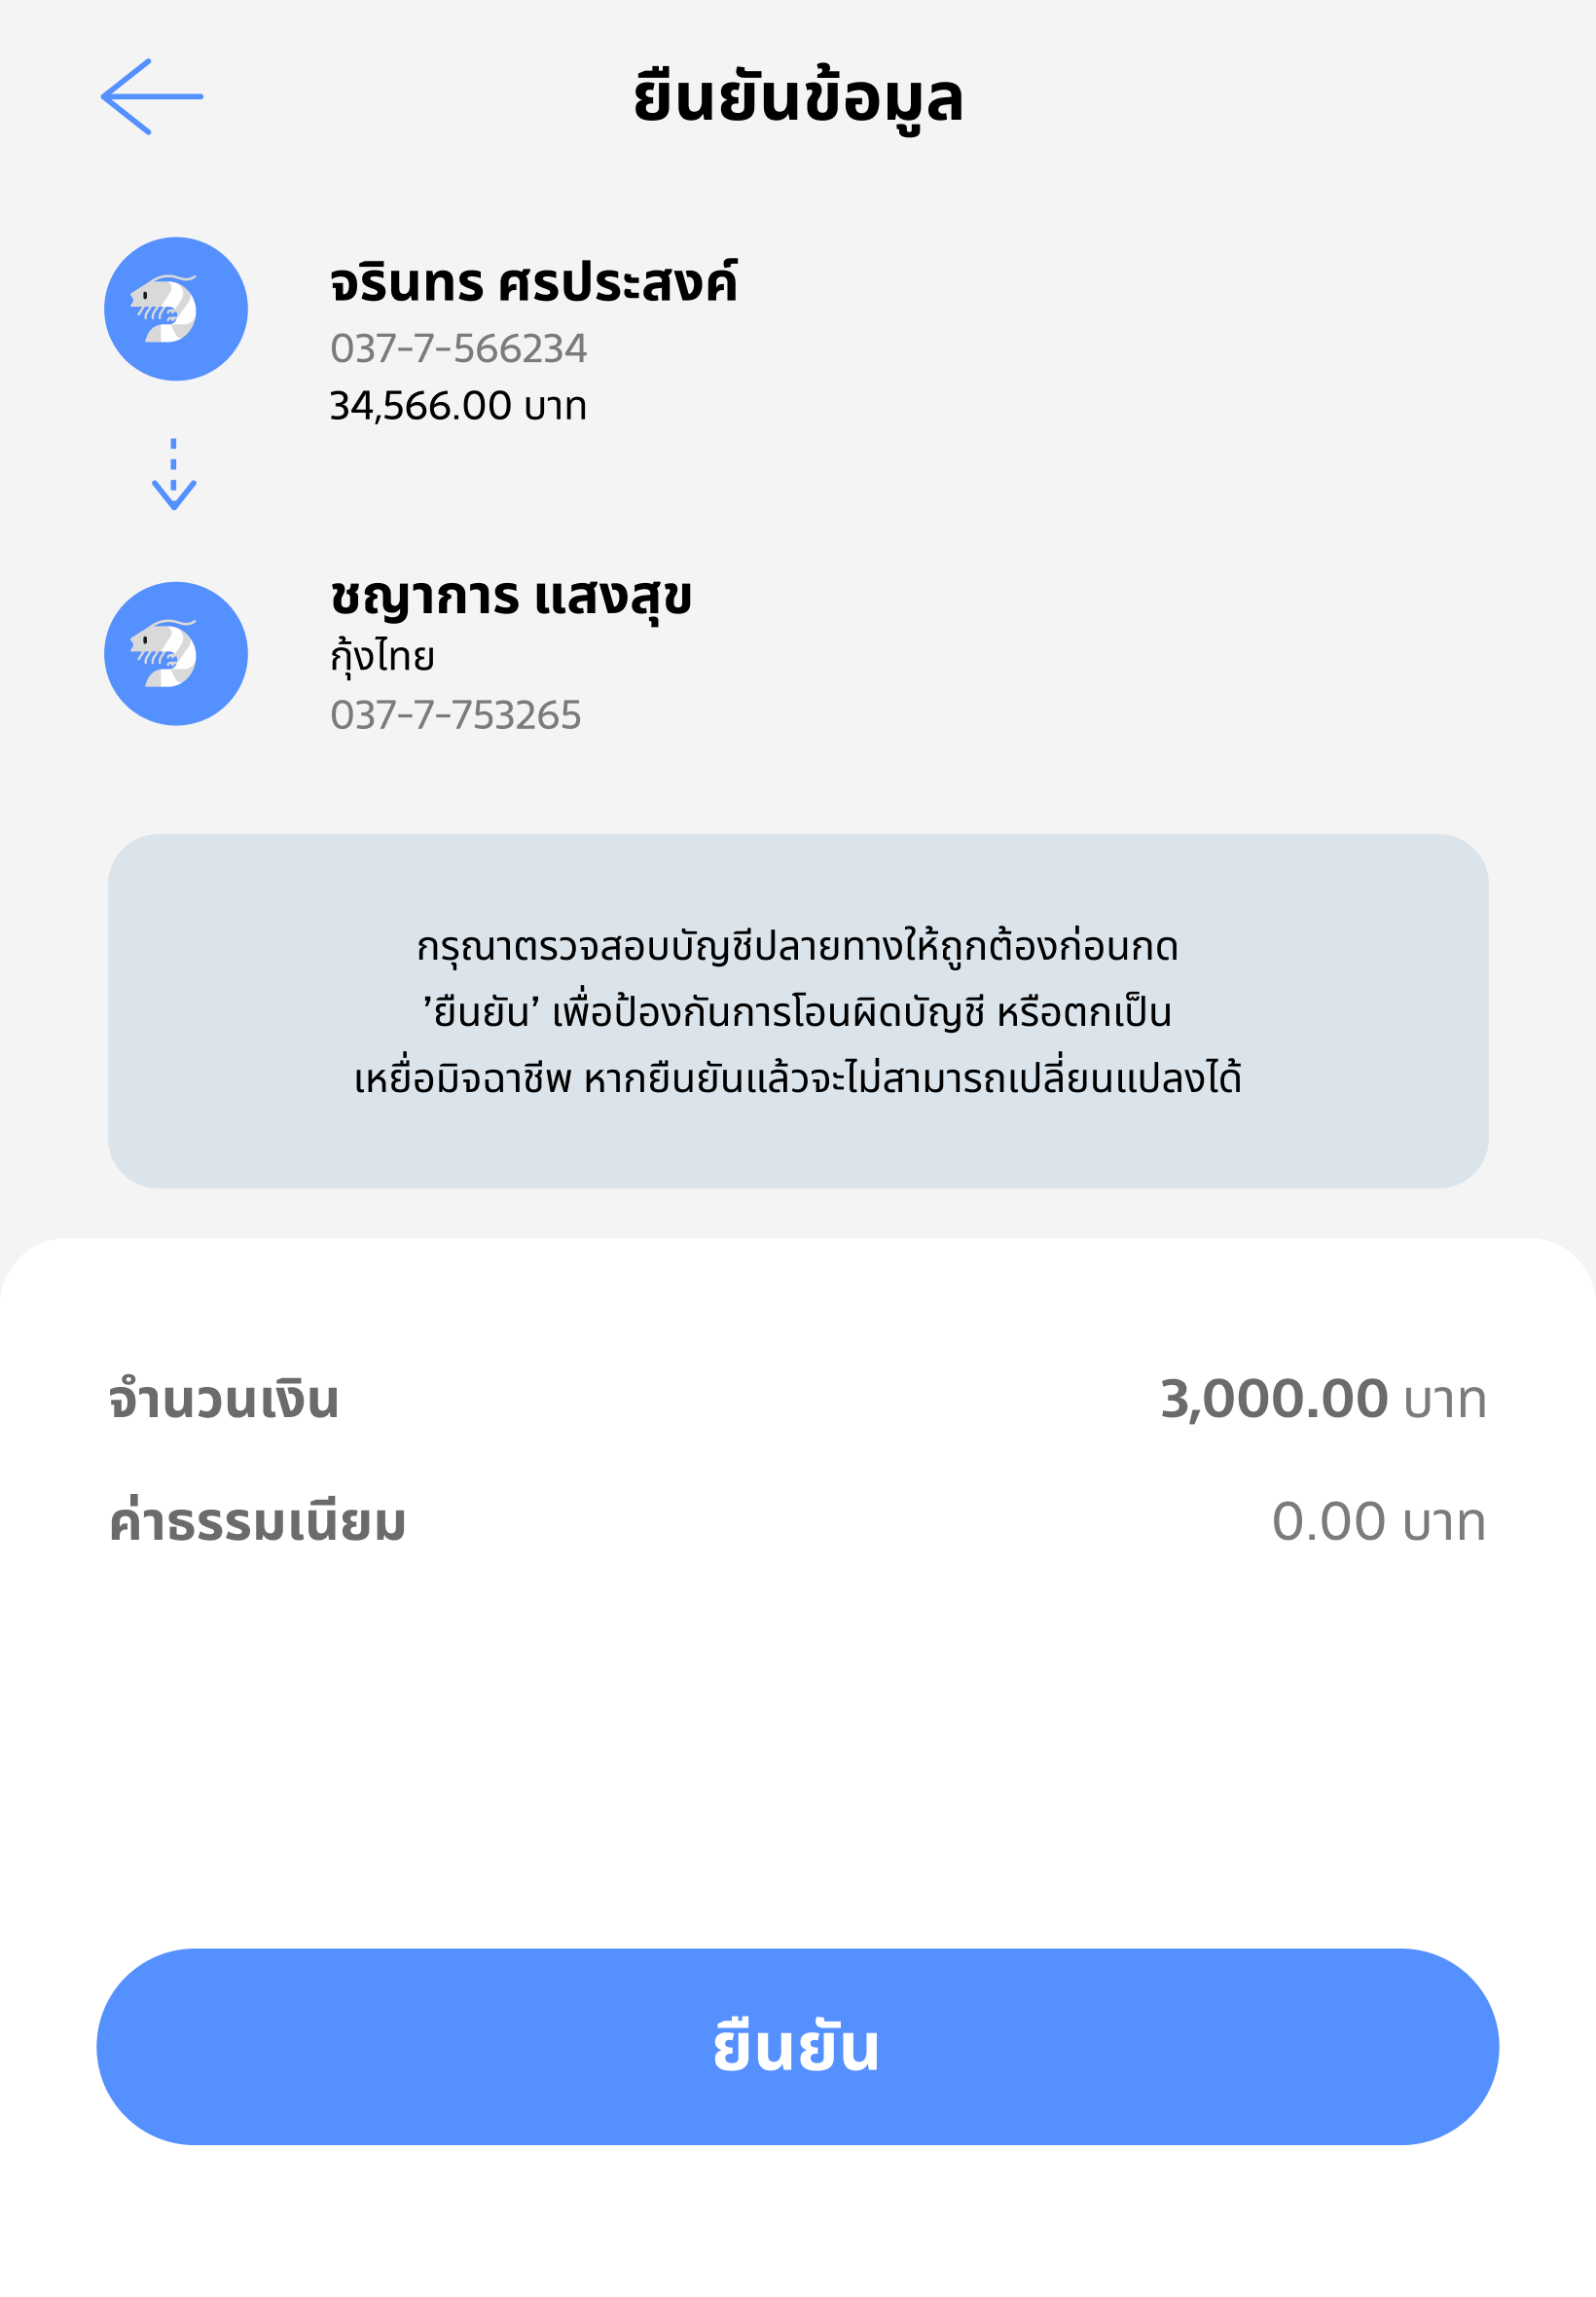 ยืนยันข้อมูล
จรินทร ศรประสงค์
037-7-566234
34,566.00 บาท
ชญาการ แสงสุข
กุ้งไทย
037-7-753265
กรุณาตรวจสอบบัญชีปลายทางให้ถูกต้องก่อนกด
’ยืนยัน’ เพื่อป้องกันการโอนผิดบัญชี หรือตกเป็น
เหยื่อมิจฉาชีพ หากยืนยันแล้วจะไม่สามารถเปลี่ยนแปลงได้
จำนวนเงิน 3,000.00 บาท
ค่าธรรมเนียม 0.00 บาท
ยืนยัน